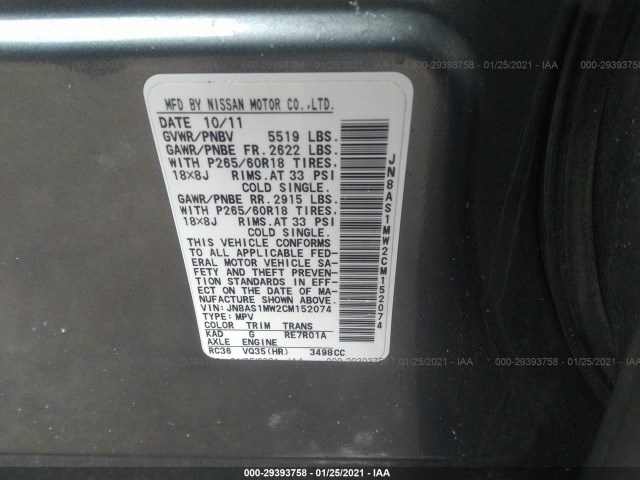 000-29393758 - 01/25/2021 - IAA
000-29393758 - 01/25/2021 - IAA
MFD BY NISSAN MOTOR CO.,LTD.
DATE 10/11
GVWR/PNBV 5519 LBS.
GAWR/PNBE FR. 2622 LBS.
WITH P265/60R18 TIRES.
18X8J RIMS.AT 33 PSI
COLD SINGLE.
GAWR/PNBE RR. 2915 LBS.
WITH P265/60R18 TIRES.
18X8J RIMS.AT 33 PSI
COLD SINGLE.
THIS VEHICLE CONFORMS
TO ALL APPLICABLE FED-
ERAL MOTOR VEHICLE SA-
FETY AND THEFT PREVEN-
TION STANDARDS IN EFF-
ECT ON THE DATE OF MA-
NUFACTURE SHOWN ABOVE.
VIN: JN8AS1MW2CM152074
TYPE: MPV
COLOR TRIM TRANS
KAD G RE7R01A
AXLE ENGINE
RC36 VQ35(HR) 3498CC
JN8AS1MW2CM152074
01/25/2021 - IAA
000-29393758 - 01/25/2021
000-29393758 - 01/25/2021 - IAA